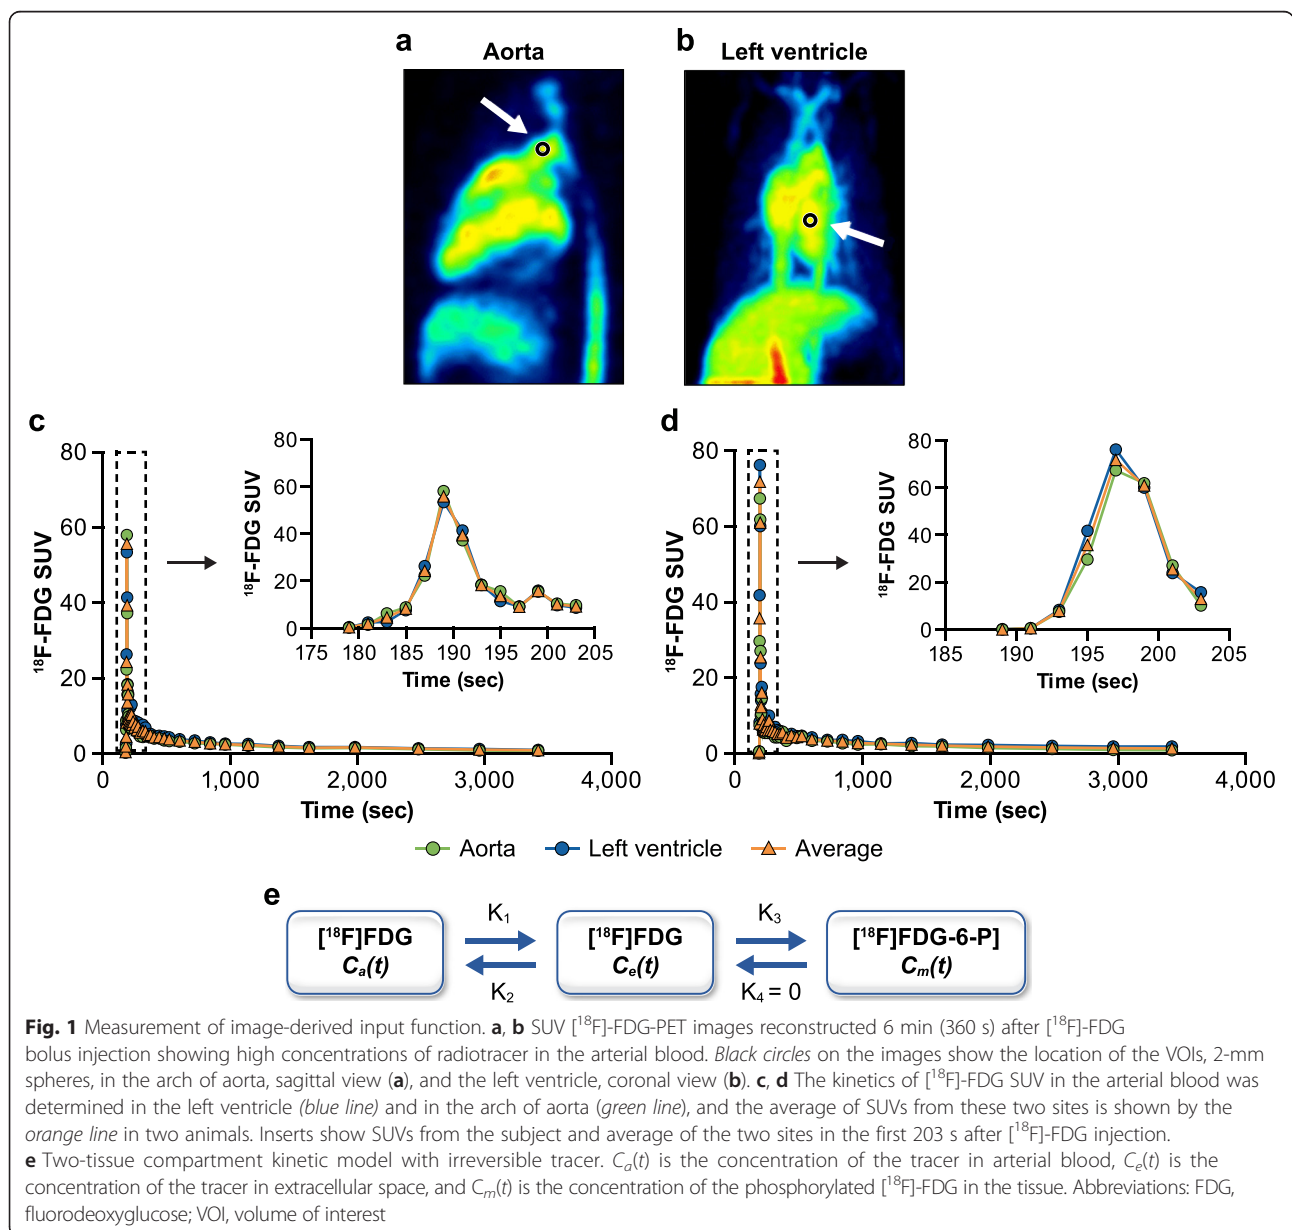 a
Aorta
b
Left ventricle
c
80
60
40
20
0
¹⁸F-FDG SUV
0
1,000
2,000
3,000
4,000
Time (sec)
80
60
40
20
0
¹⁸F-FDG SUV
175
180
185
190
195
200
205
Time (sec)
d
80
60
40
20
0
¹⁸F-FDG SUV
0
1,000
2,000
3,000
4,000
Time (sec)
80
60
40
20
0
¹⁸F-FDG SUV
185
190
195
200
205
Time (sec)
Aorta Left ventricle Average
e
[¹⁸F]FDG
Cₐ(t)
K₁
K₂
[¹⁸F]FDG
Cₑ(t)
K₃
K₄ = 0
[¹⁸F]FDG-6-P]
Cₘ(t)
Fig. 1 Measurement of image-derived input function. a, b SUV [¹⁸F]-FDG-PET images reconstructed 6 min (360 s) after [¹⁸F]-FDG
bolus injection showing high concentrations of radiotracer in the arterial blood. Black circles on the images show the location of the VOIs, 2-mm
spheres, in the arch of aorta, sagittal view (a), and the left ventricle, coronal view (b). c, d The kinetics of [¹⁸F]-FDG SUV in the arterial blood was
determined in the left ventricle (blue line) and in the arch of aorta (green line), and the average of SUVs from these two sites is shown by the
orange line in two animals. Inserts show SUVs from the subject and average of the two sites in the first 203 s after [¹⁸F]-FDG injection.
e Two-tissue compartment kinetic model with irreversible tracer. Cₐ(t) is the concentration of the tracer in arterial blood, Cₑ(t) is the
concentration of the tracer in extracellular space, and Cₘ(t) is the concentration of the phosphorylated [¹⁸F]-FDG in the tissue. Abbreviations: FDG,
fluorodeoxyglucose; VOI, volume of interest